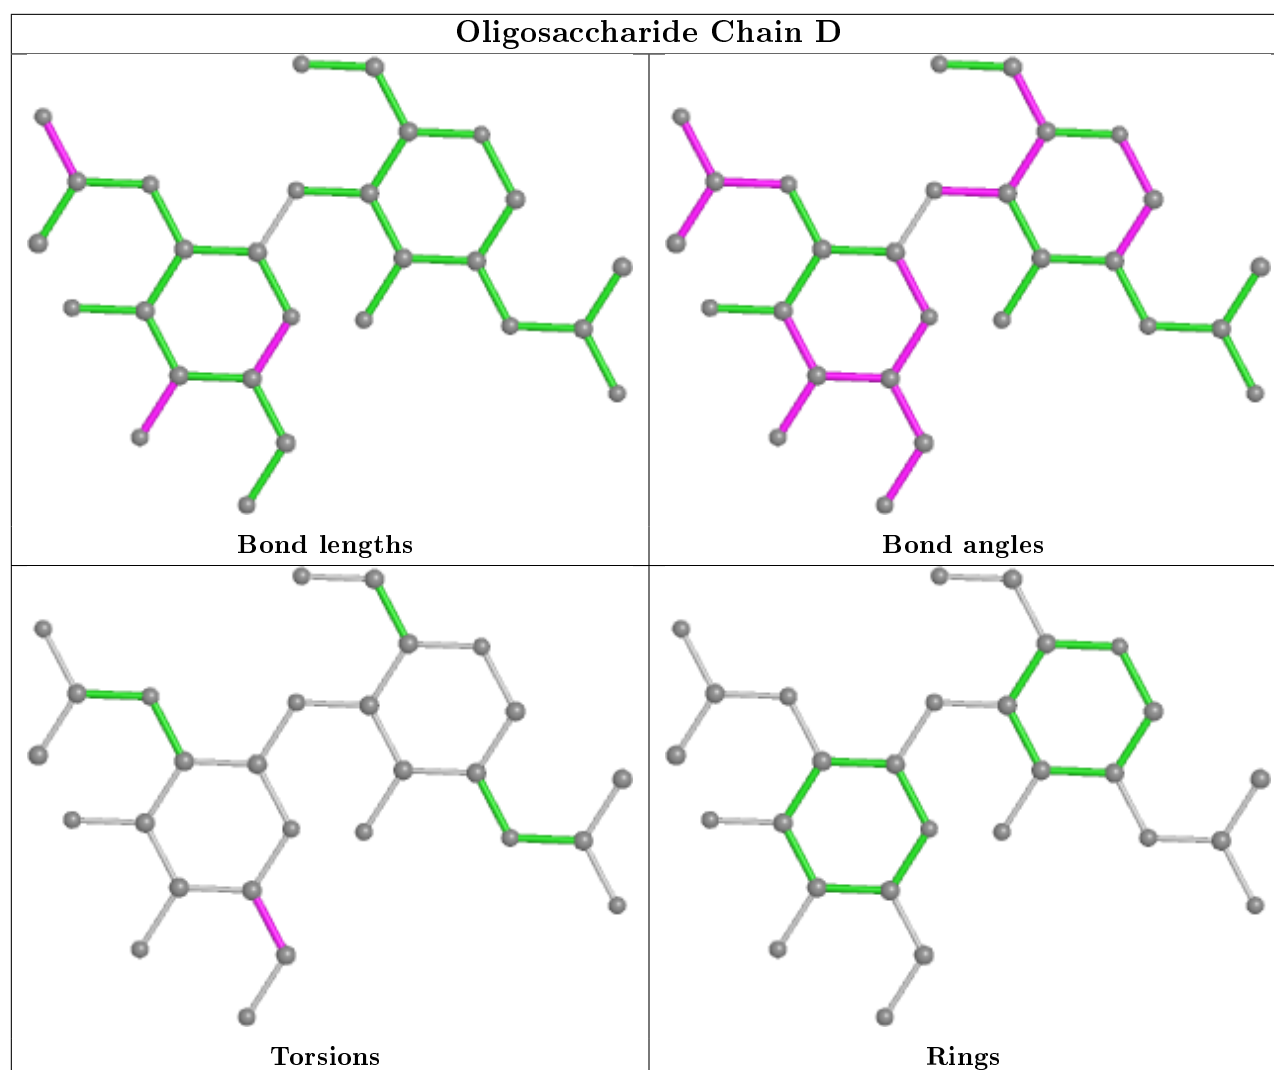 Oligosaccharide Chain D
Bond lengths
Bond angles
Torsions
Rings